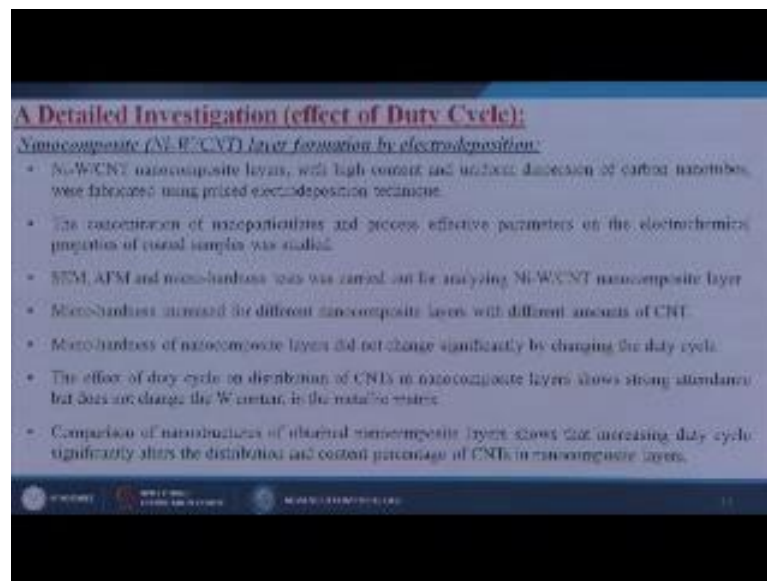 A Detailed Investigation (effect of Duty Cycle):
Nanocomposite (Ni-W/CNT) layer formation by electrodeposition:
• Ni-W/CNT nanocomposite layers, with high content and uniform dispersion of carbon nanotubes,
were fabricated using pulsed electrodeposition technique.
• The concentration of nanoparticulates and process effective parameters on the electrochemical
properties of coated samples was studied.
• SEM, AFM and micro-hardness tests was carried out for analyzing Ni-W/CNT nanocomposite layer
• Micro-hardness increased for different nanocomposite layers with different amounts of CNT.
• Micro-hardness of nanocomposite layers did not change significantly by changing the duty cycle.
• The effect of duty cycle on distribution of CNTs in nanocomposite layers shows strong attendance
but does not change the W content in the metallic matrix.
• Comparison of nanostructures of obtained nanocomposite layers shows that increasing duty cycle
significantly alters the distribution and content percentage of CNTs in nanocomposite layers.